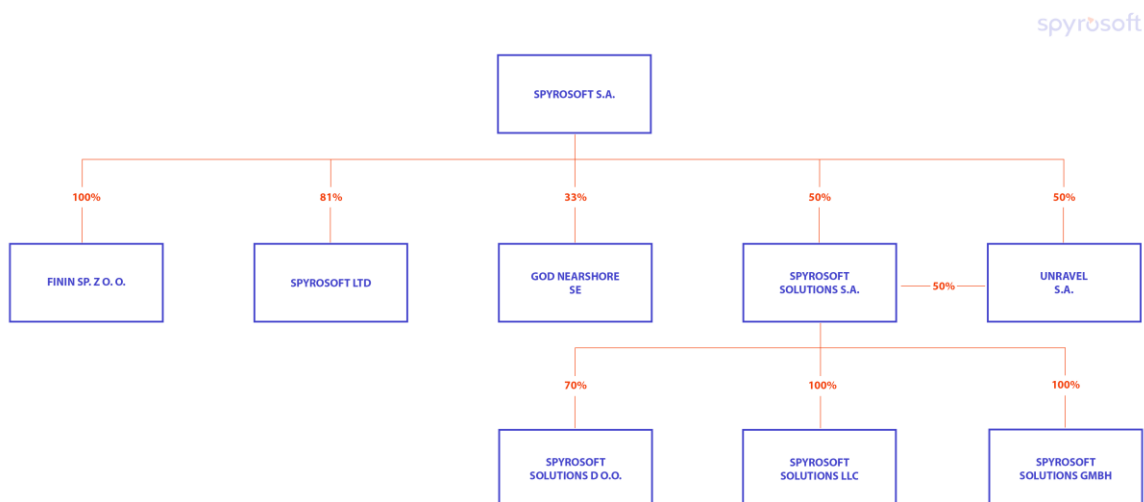 spyrosoft
SPYROSOFT S.A.
100%
81%
33%
50%
50%
FININ SP. Z O. O.
SPYROSOFT LTD
GOD NEARSHORE
SE
SPYROSOFT
SOLUTIONS S.A.
50%
UNRAVEL
S.A.
70%
100%
100%
SPYROSOFT
SOLUTIONS D O.O.
SPYROSOFT
SOLUTIONS LLC
SPYROSOFT
SOLUTIONS GMBH